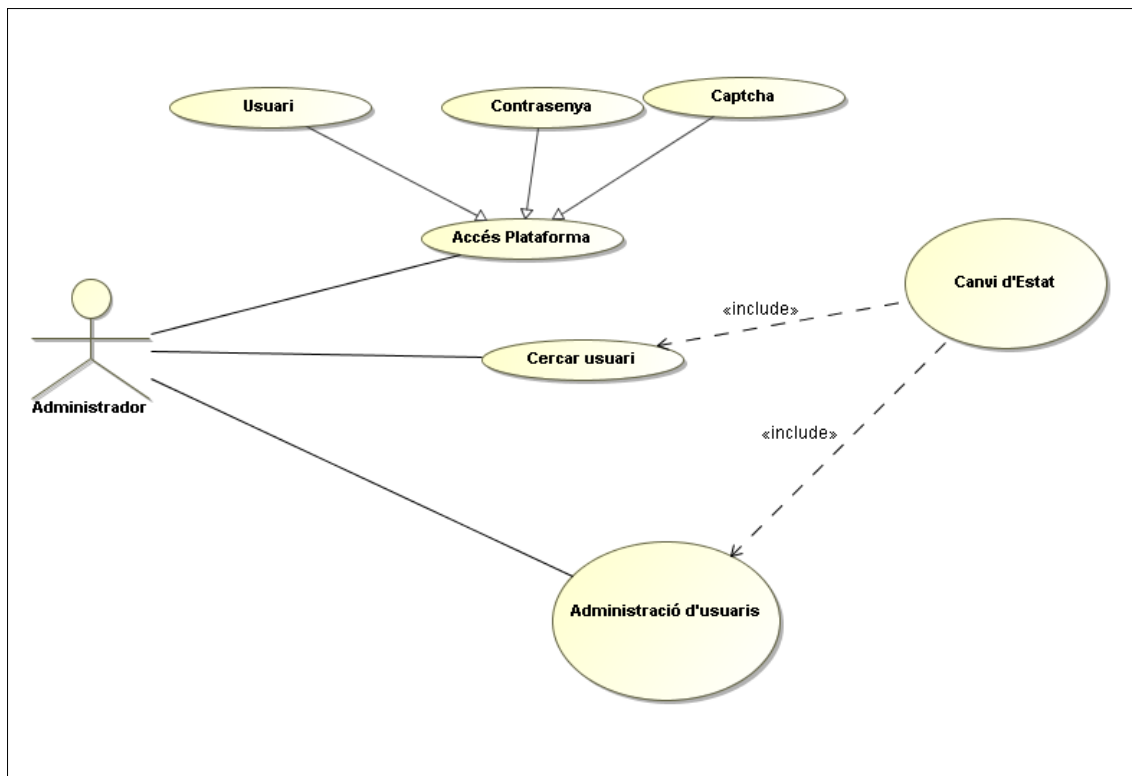 Usuari
Contrasenya
Captcha
Accés Plataforma
Canvi d'Estat
«include»
Cercar usuari
Administrador
«include»
Administració d'usuaris